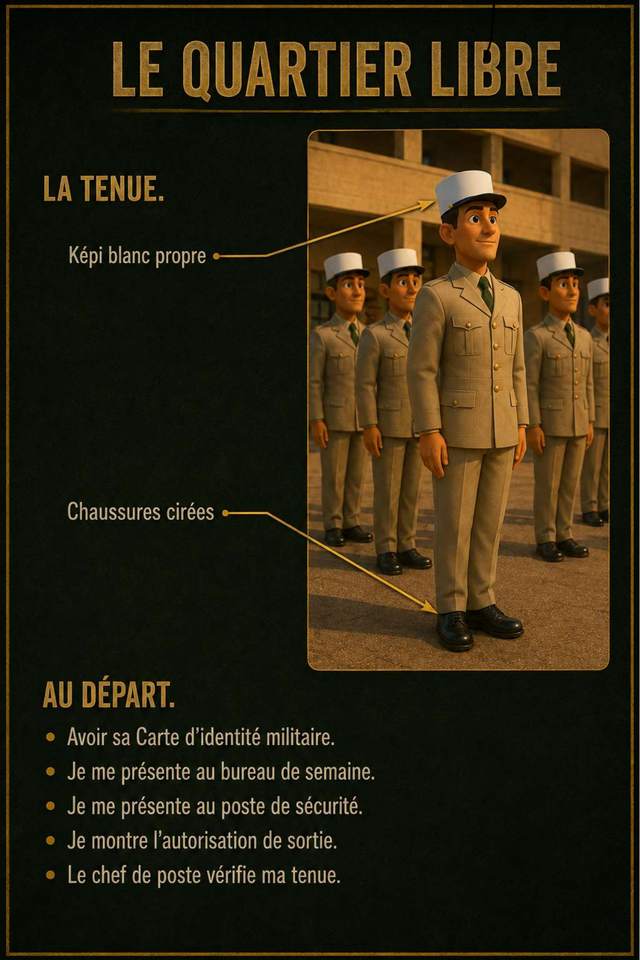 LE QUARTIER LIBRE
LA TENUE.
Képi blanc propre
Chaussures cirées
AU DÉPART.
Avoir sa Carte d'identité militaire.
Je me présente au bureau de semaine.
Je me présente au poste de sécurité.
Je montre l'autorisation de sortie.
Le chef de poste vérifie ma tenue.